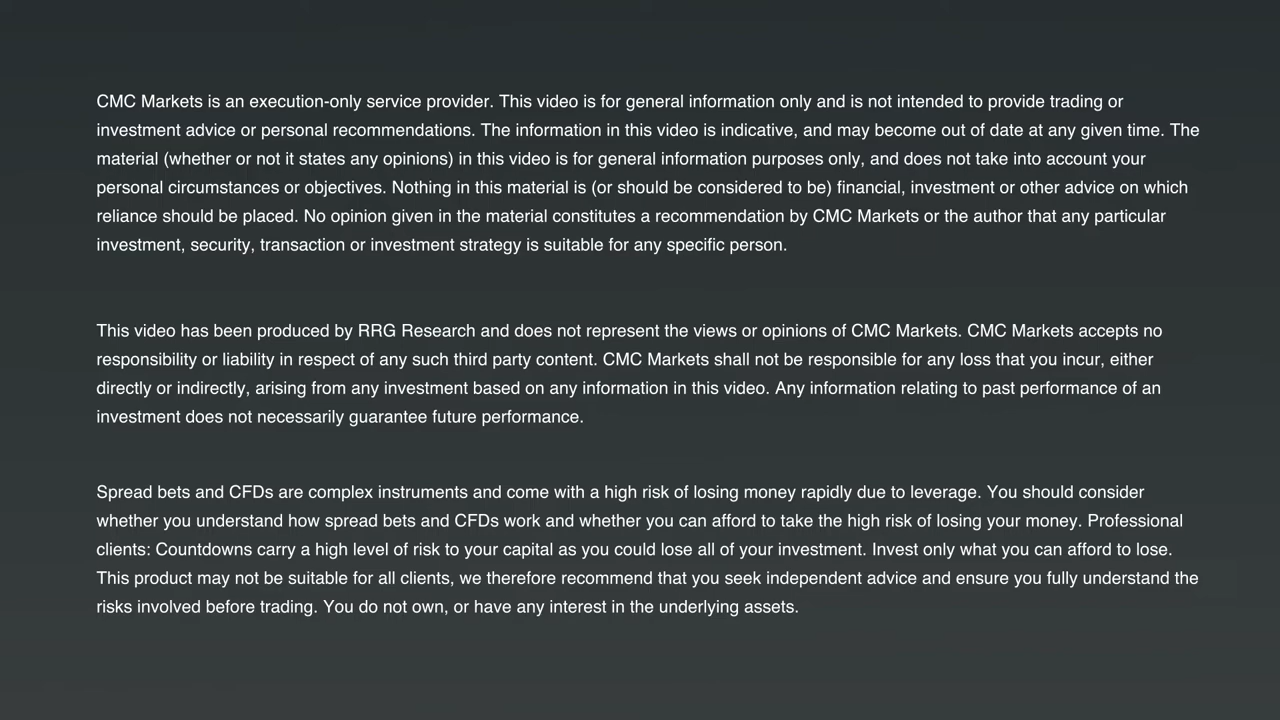 CMC Markets is an execution-only service provider. This video is for general information only and is not intended to provide trading or
investment advice or personal recommendations. The information in this video is indicative, and may become out of date at any given time. The
material (whether or not it states any opinions) in this video is for general information purposes only, and does not take into account your
personal circumstances or objectives. Nothing in this material is (or should be considered to be) financial, investment or other advice on which
reliance should be placed. No opinion given in the material constitutes a recommendation by CMC Markets or the author that any particular
investment, security, transaction or investment strategy is suitable for any specific person.
This video has been produced by RRG Research and does not represent the views or opinions of CMC Markets. CMC Markets accepts no
responsibility or liability in respect of any such third party content. CMC Markets shall not be responsible for any loss that you incur, either
directly or indirectly, arising from any investment based on any information in this video. Any information relating to past performance of an
investment does not necessarily guarantee future performance.
Spread bets and CFDs are complex instruments and come with a high risk of losing money rapidly due to leverage. You should consider
whether you understand how spread bets and CFDs work and whether you can afford to take the high risk of losing your money. Professional
clients: Countdowns carry a high level of risk to your capital as you could lose all of your investment. Invest only what you can afford to lose.
This product may not be suitable for all clients, we therefore recommend that you seek independent advice and ensure you fully understand the
risks involved before trading. You do not own, or have any interest in the underlying assets.